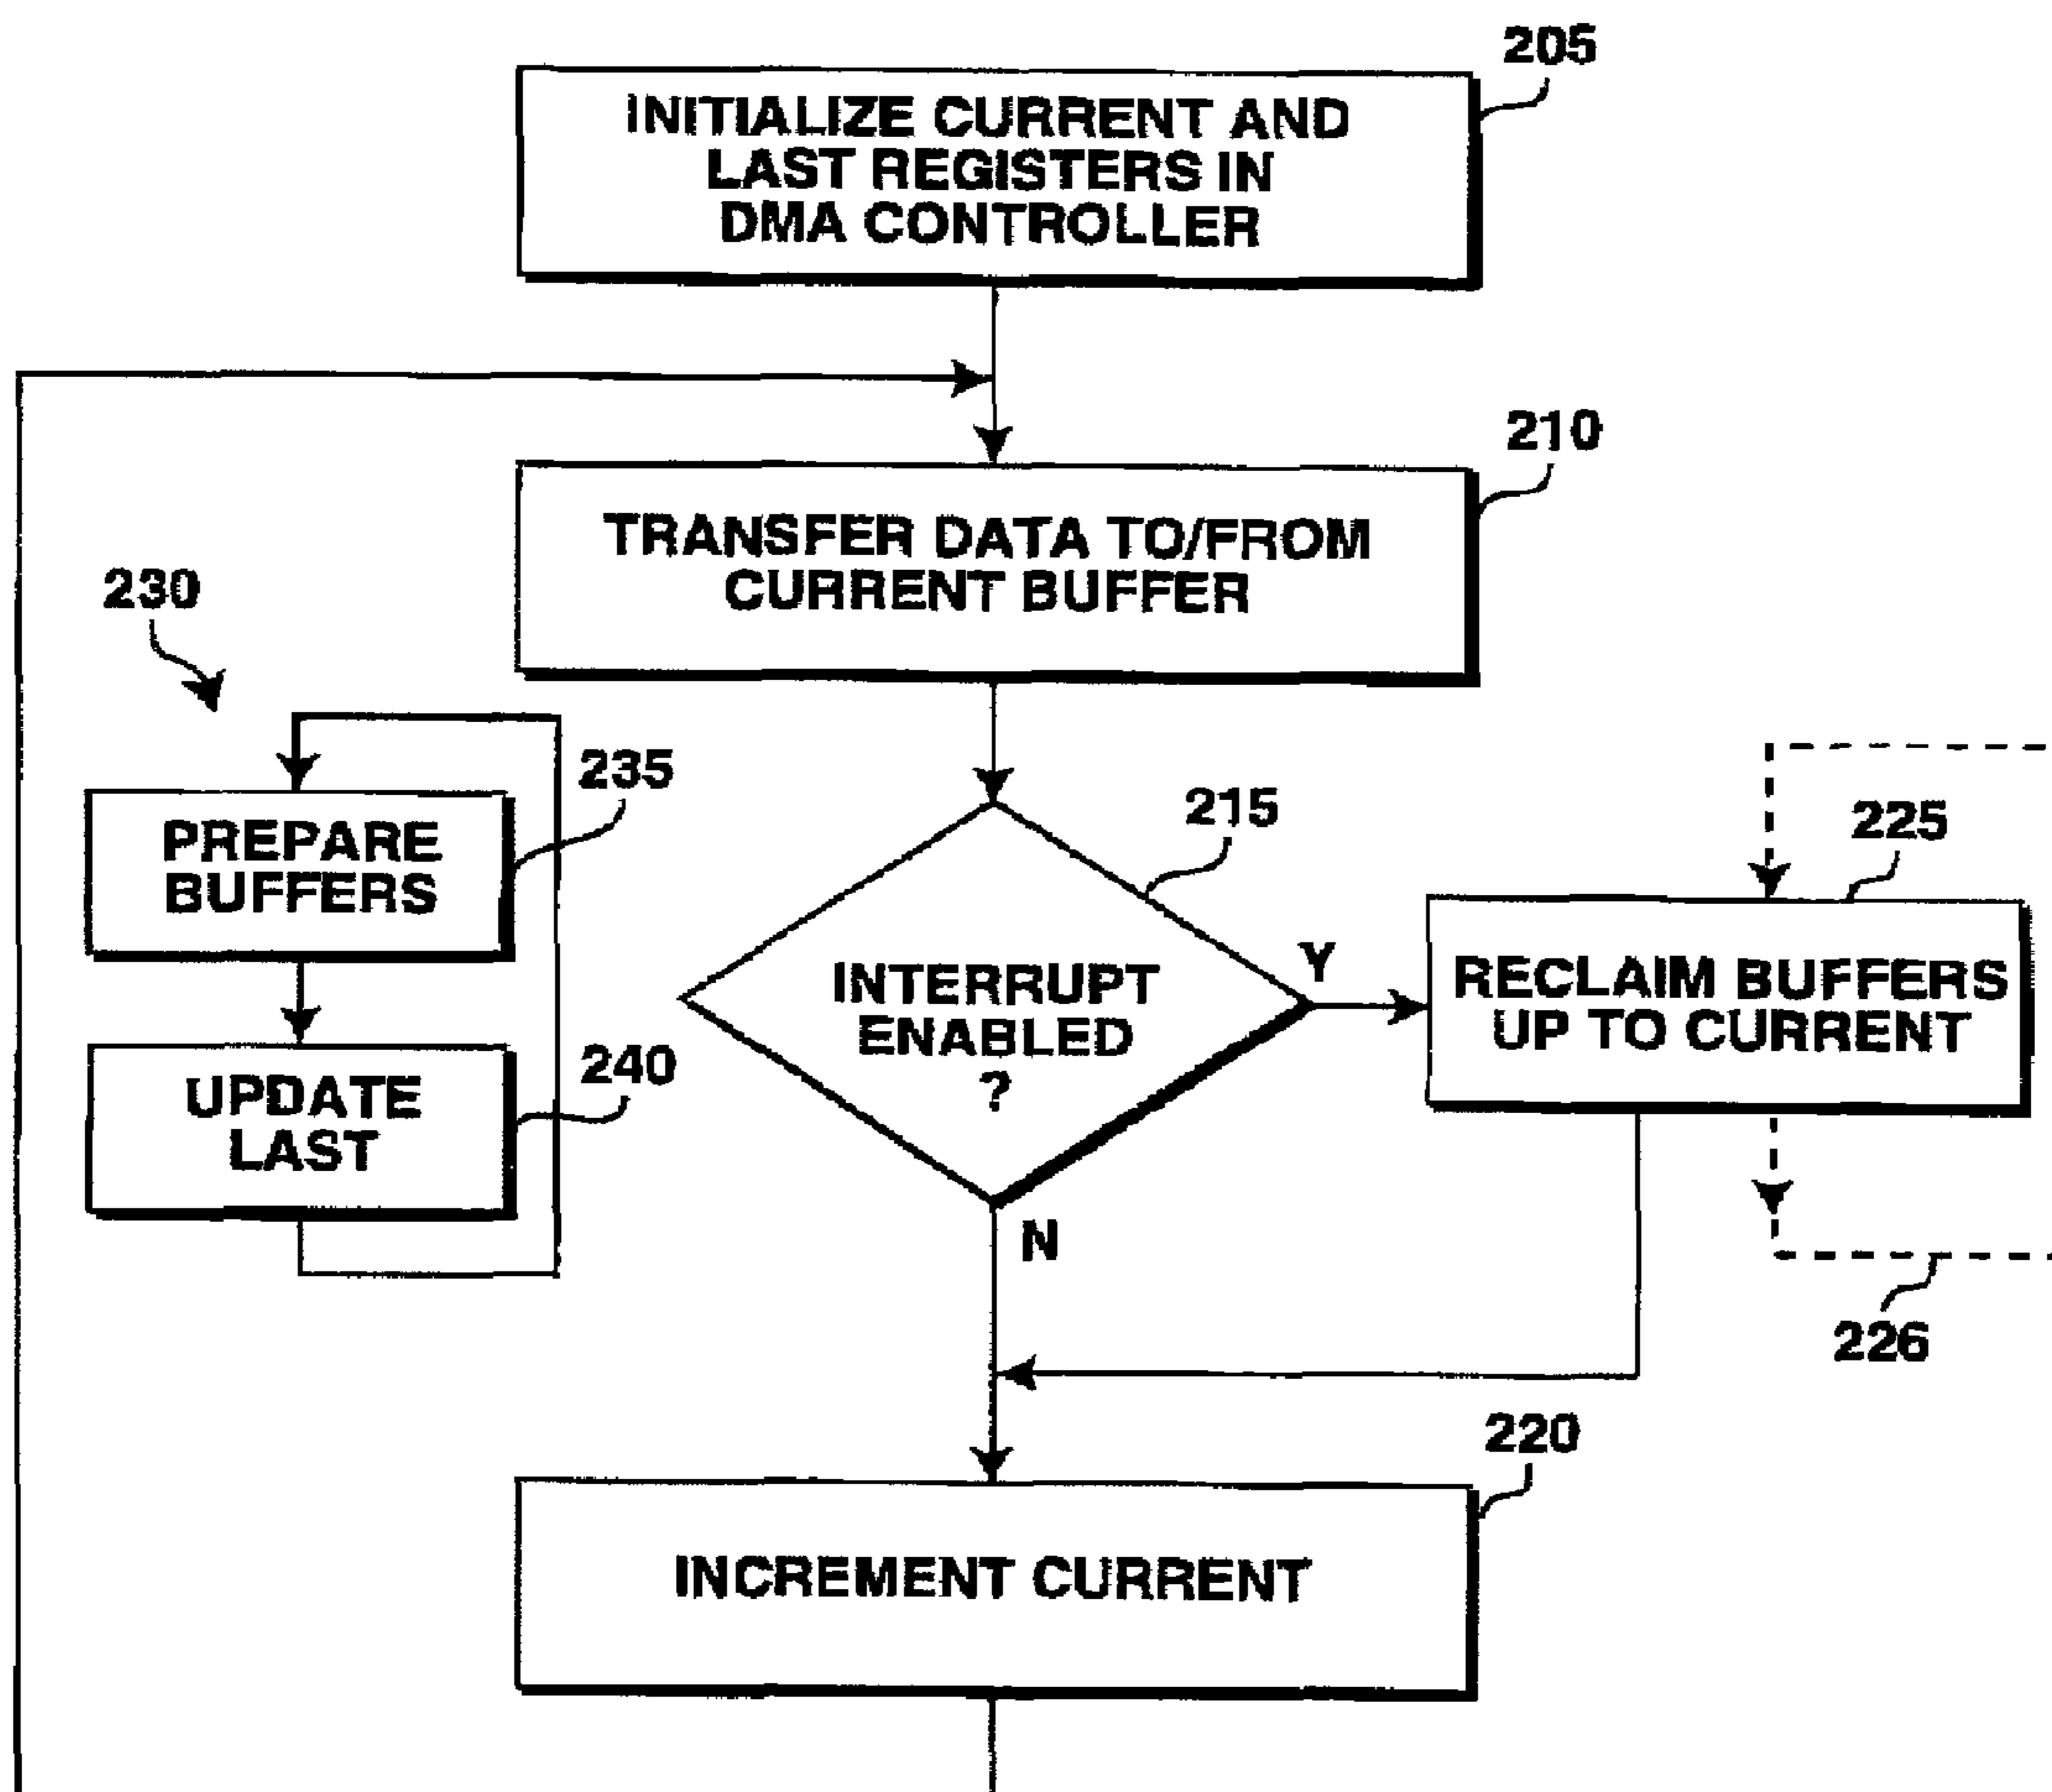 205
INITIALIZE CURRENT AND
LAST REGISTERS IN
DMA CONTROLLER
210
TRANSFER DATA TO/FROM
CURRENT BUFFER
230
235
PREPARE
BUFFERS
240
UPDATE
LAST
215
INTERRUPT
ENABLED
?
Y
N
225
RECLAIM BUFFERS
UP TO CURRENT
226
220
INCREMENT CURRENT